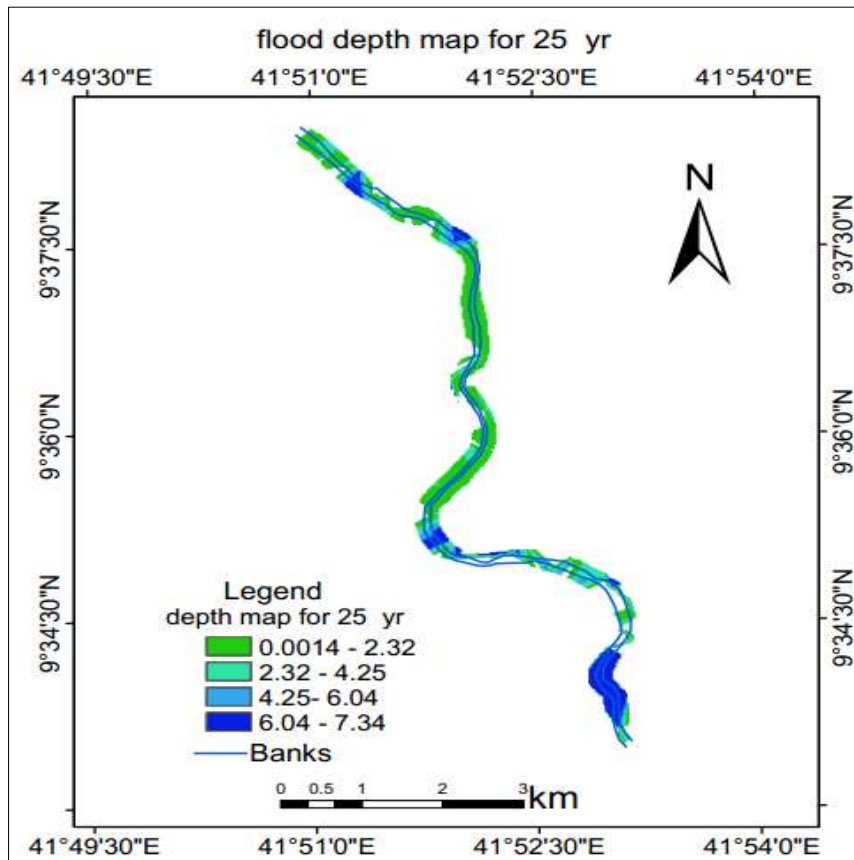 flood depth map for 25 yr
41°49'30"E 41°51'0"E 41°52'30"E 41°54'0"E
N
9°37'30"N 9°37'30"N
9°36'0"N 9°36'0"N
9°34'30"N 9°34'30"N
Legend
depth map for 25 yr
0.0014 - 2.32
2.32 - 4.25
4.25- 6.04
6.04 - 7.34
Banks
0 0.5 1 2 3 km
41°49'30"E 41°51'0"E 41°52'30"E 41°54'0"E